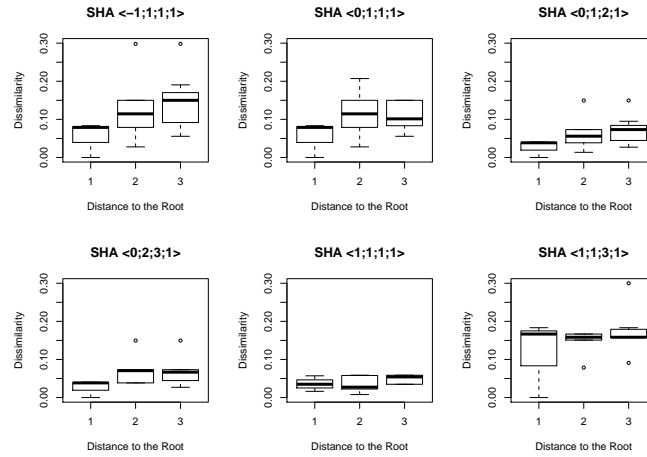 SHA <−1;1;1;1>
Dissimilarity
0.00 0.10 0.20 0.30
1 2 3
Distance to the Root
SHA <0;1;1;1>
Dissimilarity
0.00 0.10 0.20 0.30
1 2 3
Distance to the Root
SHA <0;1;2;1>
Dissimilarity
0.00 0.10 0.20 0.30
1 2 3
Distance to the Root
SHA <0;2;3;1>
Dissimilarity
0.00 0.10 0.20 0.30
1 2 3
Distance to the Root
SHA <1;1;1;1>
Dissimilarity
0.00 0.10 0.20 0.30
1 2 3
Distance to the Root
SHA <1;1;3;1>
Dissimilarity
0.00 0.10 0.20 0.30
1 2 3
Distance to the Root